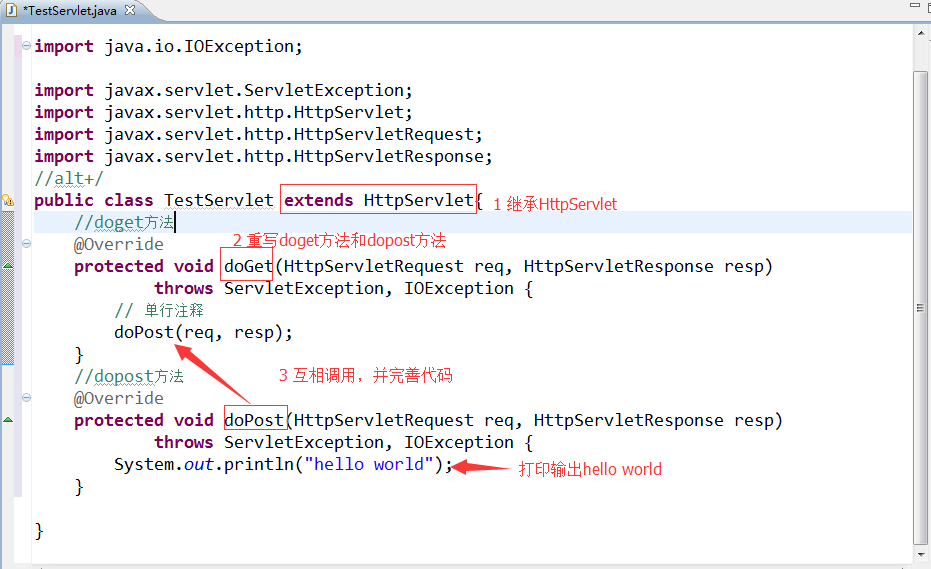 *TestServlet.java
import java.io.IOException;
import javax.servlet.ServletException;
import javax.servlet.http.HttpServlet;
import javax.servlet.http.HttpServletRequest;
import javax.servlet.http.HttpServletResponse;
//alt+/
public class TestServlet extends HttpServlet{ 1 继承HttpServlet
//doget方法
@Override 2 重写doget方法和dopost方法
protected void doGet(HttpServletRequest req, HttpServletResponse resp)
throws ServletException, IOException {
// 单行注释
doPost(req, resp);
}
//dopost方法 3 互相调用，并完善代码
@Override
protected void doPost(HttpServletRequest req, HttpServletResponse resp)
throws ServletException, IOException {
System.out.println("hello world"); 打印输出hello world
}
}